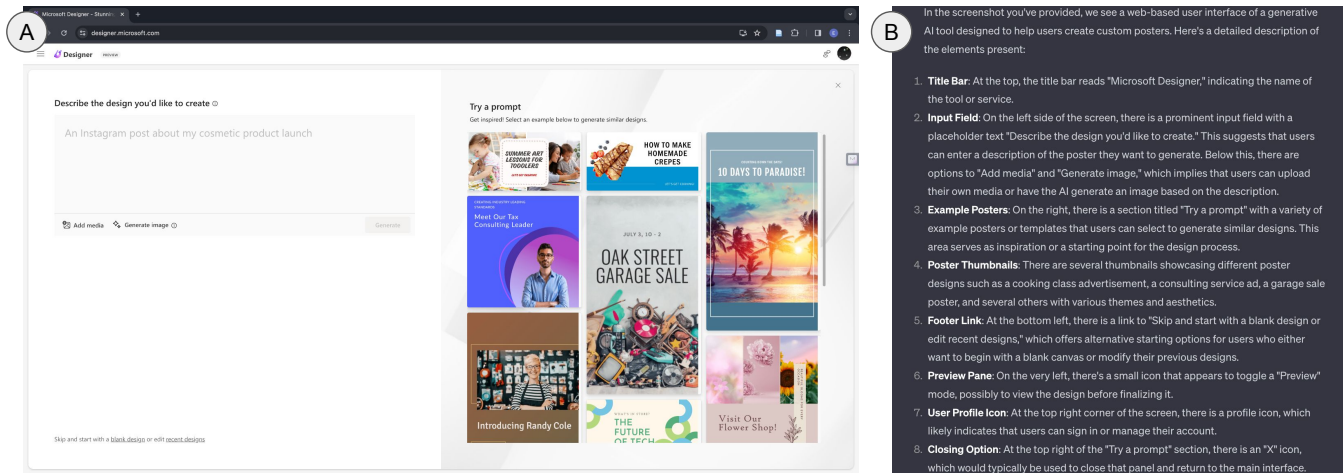 A
Microsoft Designer - Stunning
designer.microsoft.com
Designer PREVIEW
Describe the design you'd like to create
An Instagram post about my cosmetic product launch
Add media Generate image
Generate
Skip and start with a blank design or edit recent designs
Try a prompt
Get inspired! Select an example below to generate similar designs.
SUMMER ART
LESSONS FOR
TODDLERS
HOW TO MAKE
HOMEMADE
CREPES
10 DAYS TO PARADISE!
CREATING INDUSTRY LEADING
STANDARDS
Meet Our Tax
Consulting Leader
JULY 3, 10 - 2
OAK STREET
GARAGE SALE
Introducing Randy Cole
WHAT'S IN STORE?
THE
FUTURE
OF TECH
Visit Our
Flower Shop!
B
In the screenshot you've provided, we see a web-based user interface of a generative
AI tool designed to help users create custom posters. Here's a detailed description of
the elements present:
1. Title Bar: At the top, the title bar reads "Microsoft Designer," indicating the name of
the tool or service.
2. Input Field: On the left side of the screen, there is a prominent input field with a
placeholder text "Describe the design you'd like to create." This suggests that users
can enter a description of the poster they want to generate. Below this, there are
options to "Add media" and "Generate image," which implies that users can upload
their own media or have the AI generate an image based on the description.
3. Example Posters: On the right, there is a section titled "Try a prompt" with a variety of
example posters or templates that users can select to generate similar designs. This
area serves as inspiration or a starting point for the design process.
4. Poster Thumbnails: There are several thumbnails showcasing different poster
designs such as a cooking class advertisement, a consulting service ad, a garage sale
poster, and several others with various themes and aesthetics.
5. Footer Link: At the bottom left, there is a link to "Skip and start with a blank design or
edit recent designs," which offers alternative starting options for users who either
want to begin with a blank canvas or modify their previous designs.
6. Preview Pane: On the very left, there's a small icon that appears to toggle a "Preview"
mode, possibly to view the design before finalizing it.
7. User Profile Icon: At the top right corner of the screen, there is a profile icon, which
likely indicates that users can sign in or manage their account.
8. Closing Option: At the top right of the "Try a prompt" section, there is an "X" icon,
which would typically be used to close that panel and return to the main interface.